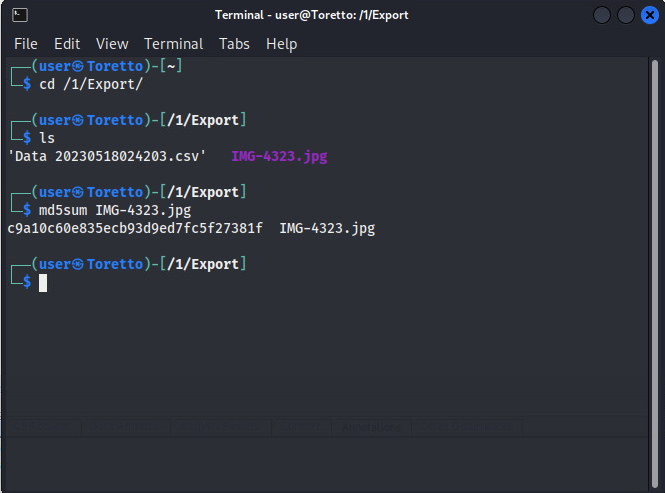 Terminal - user@Toretto: /1/Export
File Edit View Terminal Tabs Help
┌──(user㉿Toretto)-[~]
└─$ cd /1/Export/
┌──(user㉿Toretto)-[/1/Export]
└─$ ls
'Data 20230518024203.csv'   IMG-4323.jpg
┌──(user㉿Toretto)-[/1/Export]
└─$ md5sum IMG-4323.jpg
c9a10c60e835ecb93d9ed7fc5f27381f  IMG-4323.jpg
┌──(user㉿Toretto)-[/1/Export]
└─$
Annotations